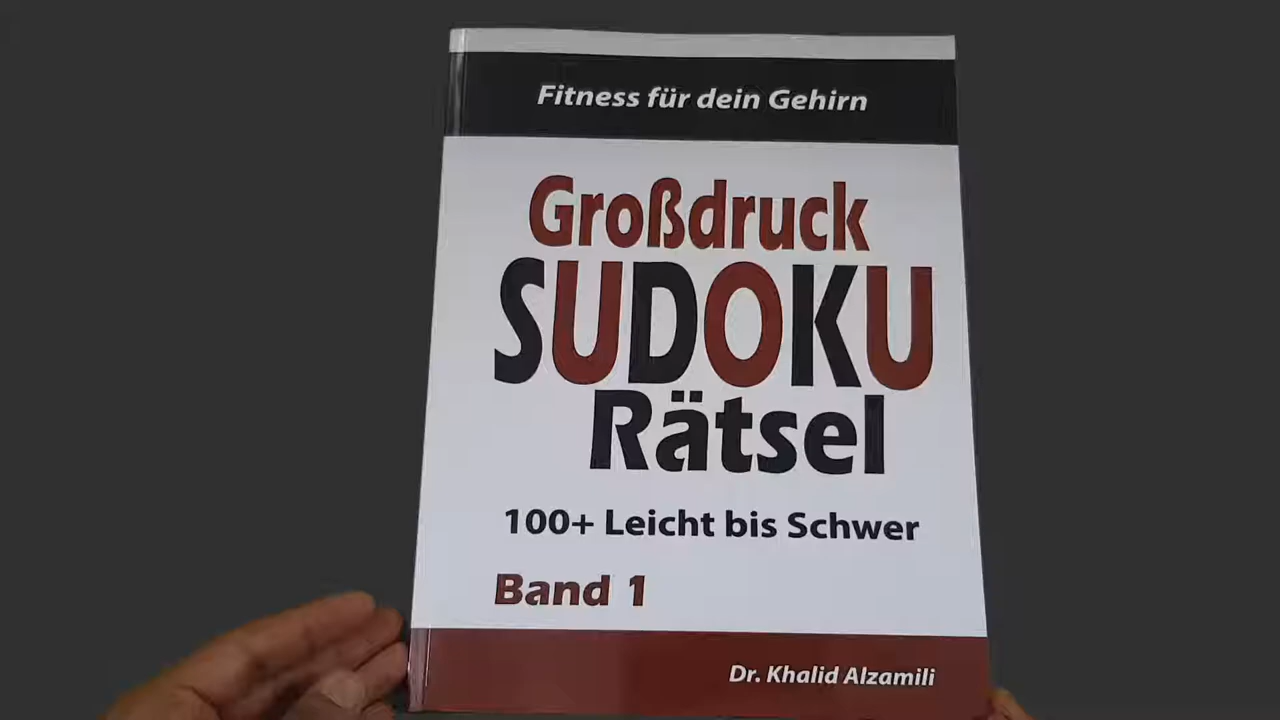 Fitness für dein Gehirn
Großdruck
SUDOKU
Rätsel
100+ Leicht bis Schwer
Band 1
Dr. Khalid Alzamili